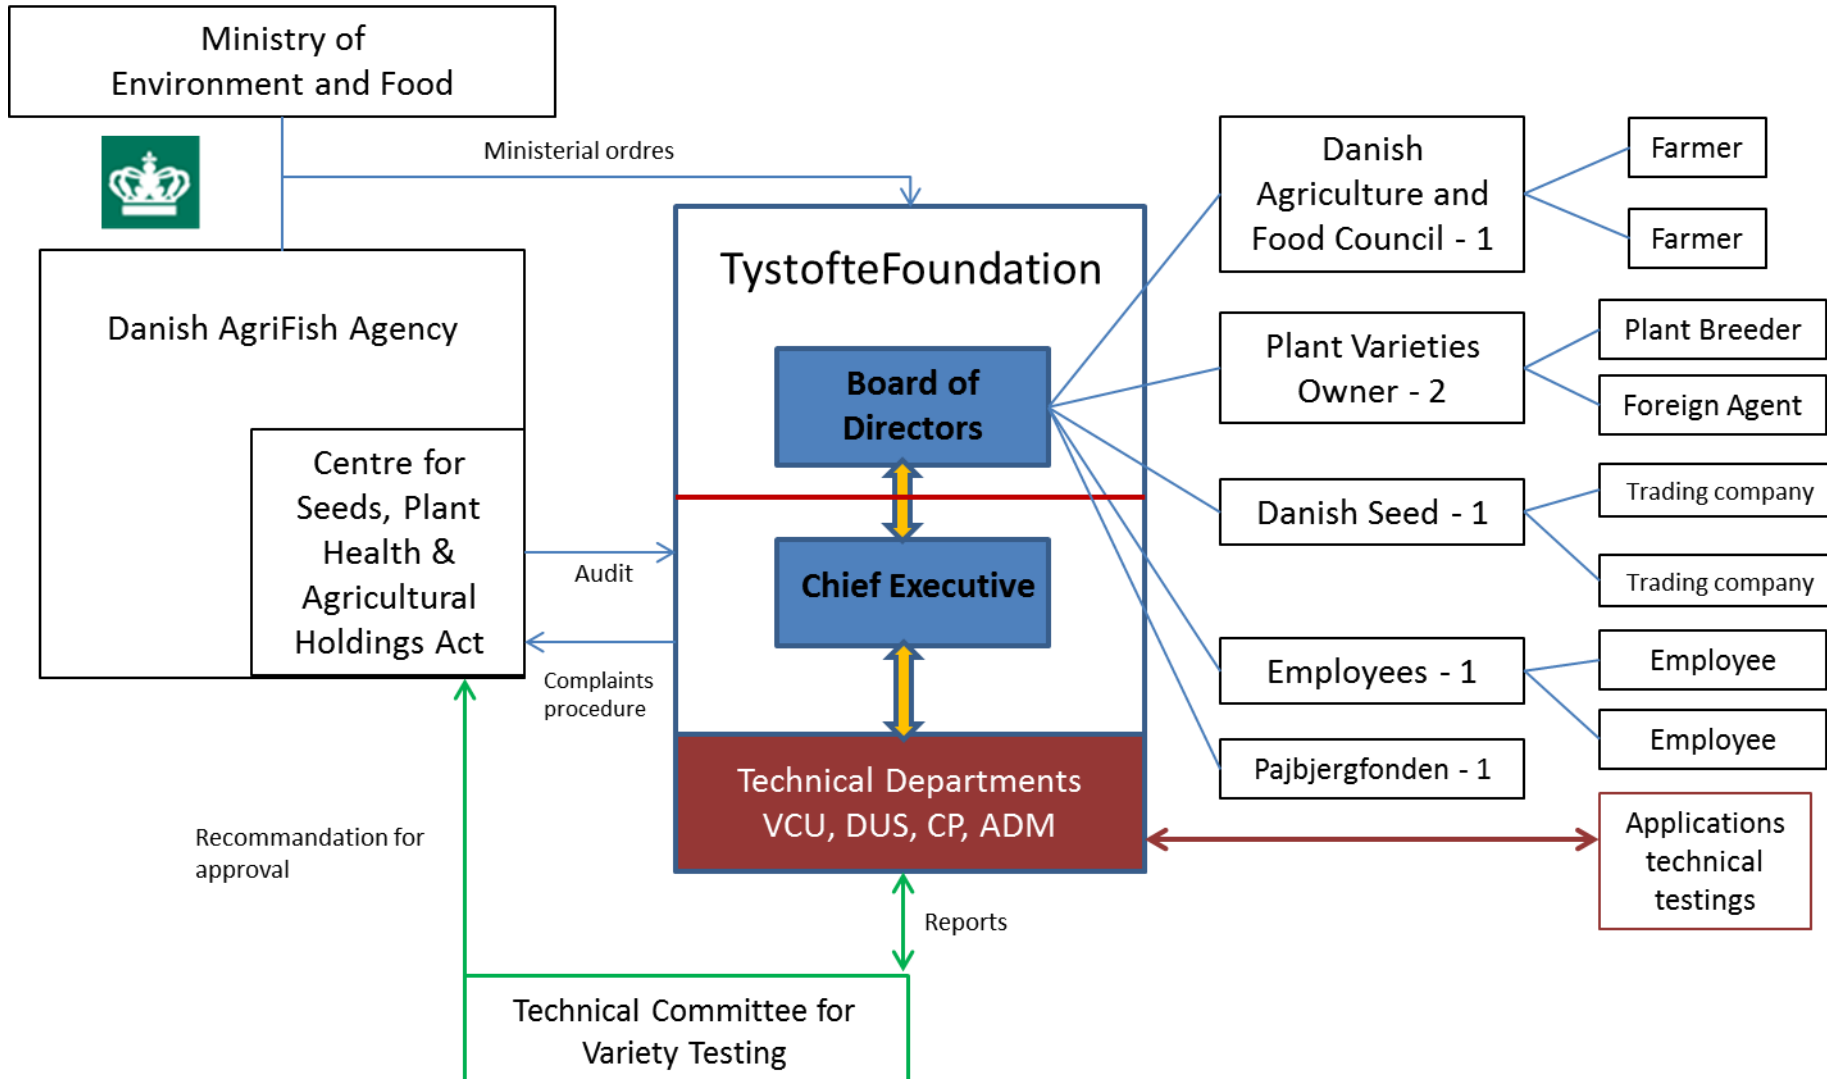 Ministry of
Environment and Food
Ministerial ordres
Danish AgriFish Agency
Centre for
Seeds, Plant
Health &
Agricultural
Holdings Act
Audit
Complaints
procedure
Recommandation for
approval
TystofteFoundation
Board of
Directors
Chief Executive
Technical Departments
VCU, DUS, CP, ADM
Reports
Technical Committee for
Variety Testing
Danish
Agriculture and
Food Council - 1
Farmer
Farmer
Plant Varieties
Owner - 2
Plant Breeder
Foreign Agent
Danish Seed - 1
Trading company
Trading company
Employees - 1
Employee
Employee
Pajbjergfonden - 1
Applications
technical
testings